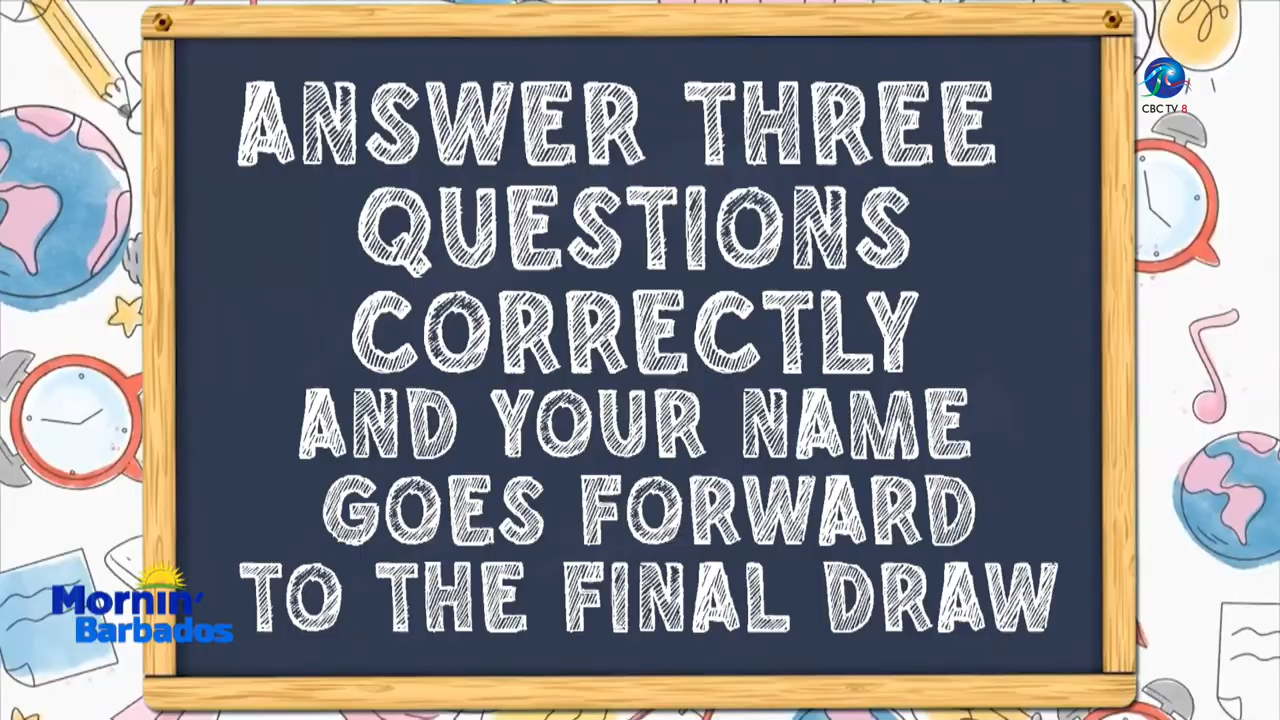 ANSWER THREE
QUESTIONS
CORRECTLY
AND YOUR NAME
GOES FORWARD
TO THE FINAL DRAW
CBC TV 8
Mornin'
Barbados